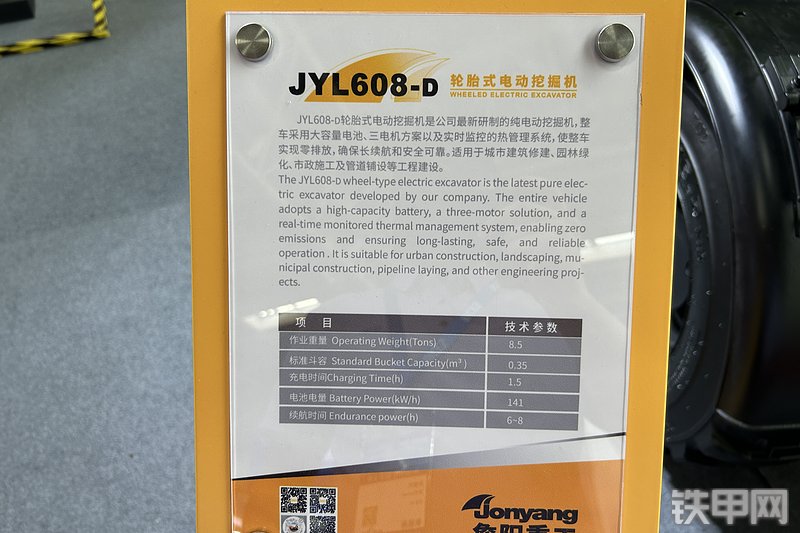 JYL608-D 轮胎式电动挖掘机
WHEELED ELECTRIC EXCAVATOR
JYL608-D轮胎式电动挖掘机是公司最新研制的纯电动挖掘机，整
车采用大容量电池、三电机方案以及实时监控的热管理系统，使整车
实现零排放，确保长续航和安全可靠。适用于城市建筑修建、园林绿
化、市政施工及管道铺设等工程建设。
The JYL608-D wheel-type electric excavator is the latest pure elec-
tric excavator developed by our company. The entire vehicle
adopts a high-capacity battery, a three-motor solution, and a
real-time monitored thermal management system, enabling zero
emissions and ensuring long-lasting, safe, and reliable
operation . It is suitable for urban construction, landscaping, mu-
nicipal construction, pipeline laying, and other engineering proj-
ects.
项 目 技术参数
作业重量 Operating Weight(Tons) 8.5
标准斗容 Standard Bucket Capacity(m³) 0.35
充电时间Charging Time(h) 1.5
电池电量 Battery Power(kW/h) 141
续航时间 Endurance power(h) 6~8
Jonyang
詹阳重工
铁甲网